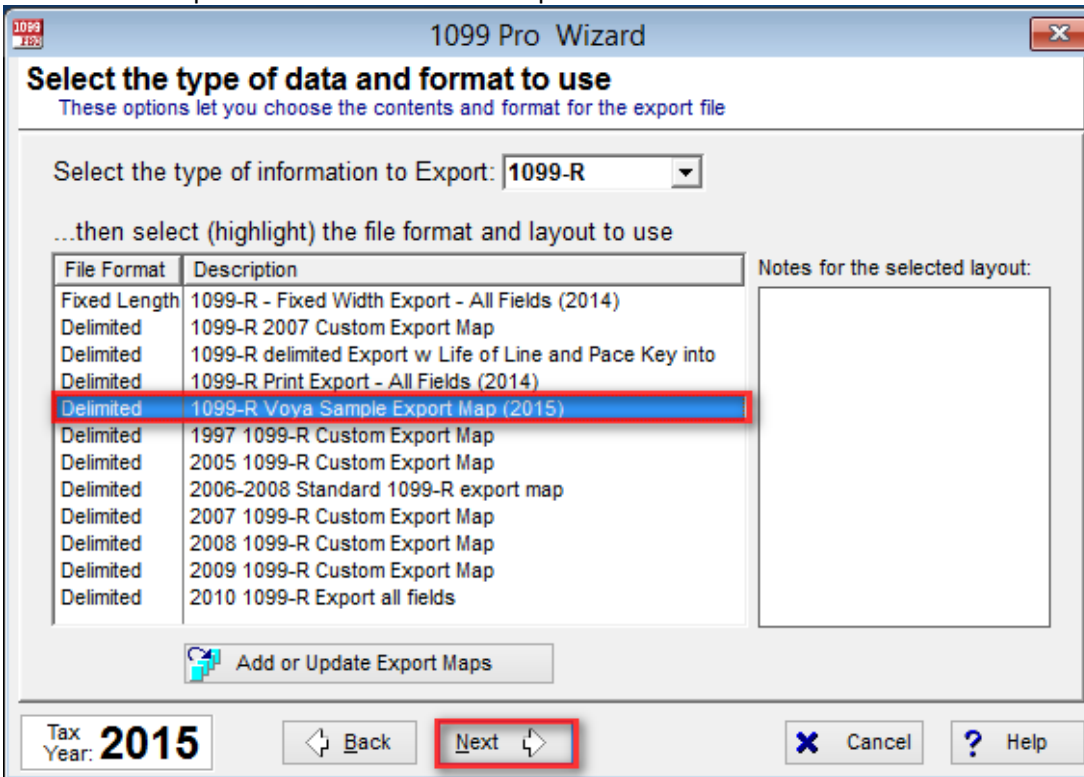 1099
PRO
1099 Pro Wizard
Select the type of data and format to use
These options let you choose the contents and format for the export file
Select the type of information to Export: 1099-R
...then select (highlight) the file format and layout to use
File Format Description Notes for the selected layout:
Fixed Length 1099-R - Fixed Width Export - All Fields (2014)
Delimited 1099-R 2007 Custom Export Map
Delimited 1099-R delimited Export w Life of Line and Pace Key into
Delimited 1099-R Print Export - All Fields (2014)
Delimited 1099-R Voya Sample Export Map (2015)
Delimited 1997 1099-R Custom Export Map
Delimited 2005 1099-R Custom Export Map
Delimited 2006-2008 Standard 1099-R export map
Delimited 2007 1099-R Custom Export Map
Delimited 2008 1099-R Custom Export Map
Delimited 2009 1099-R Custom Export Map
Delimited 2010 1099-R Export all fields
Add or Update Export Maps
Tax Year: 2015 Back Next Cancel ? Help